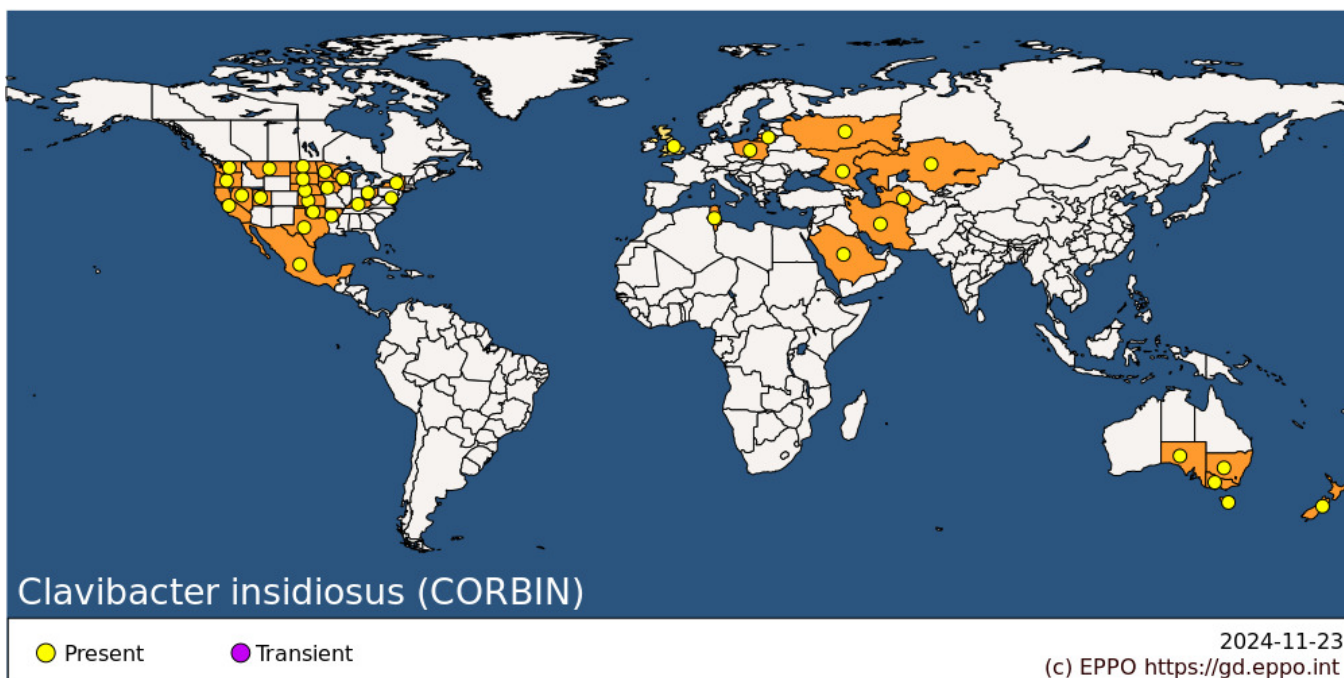 Clavibacter insidiosus (CORBIN)
Present
Transient
2024-11-23
(c) EPPO https://gd.eppo.int